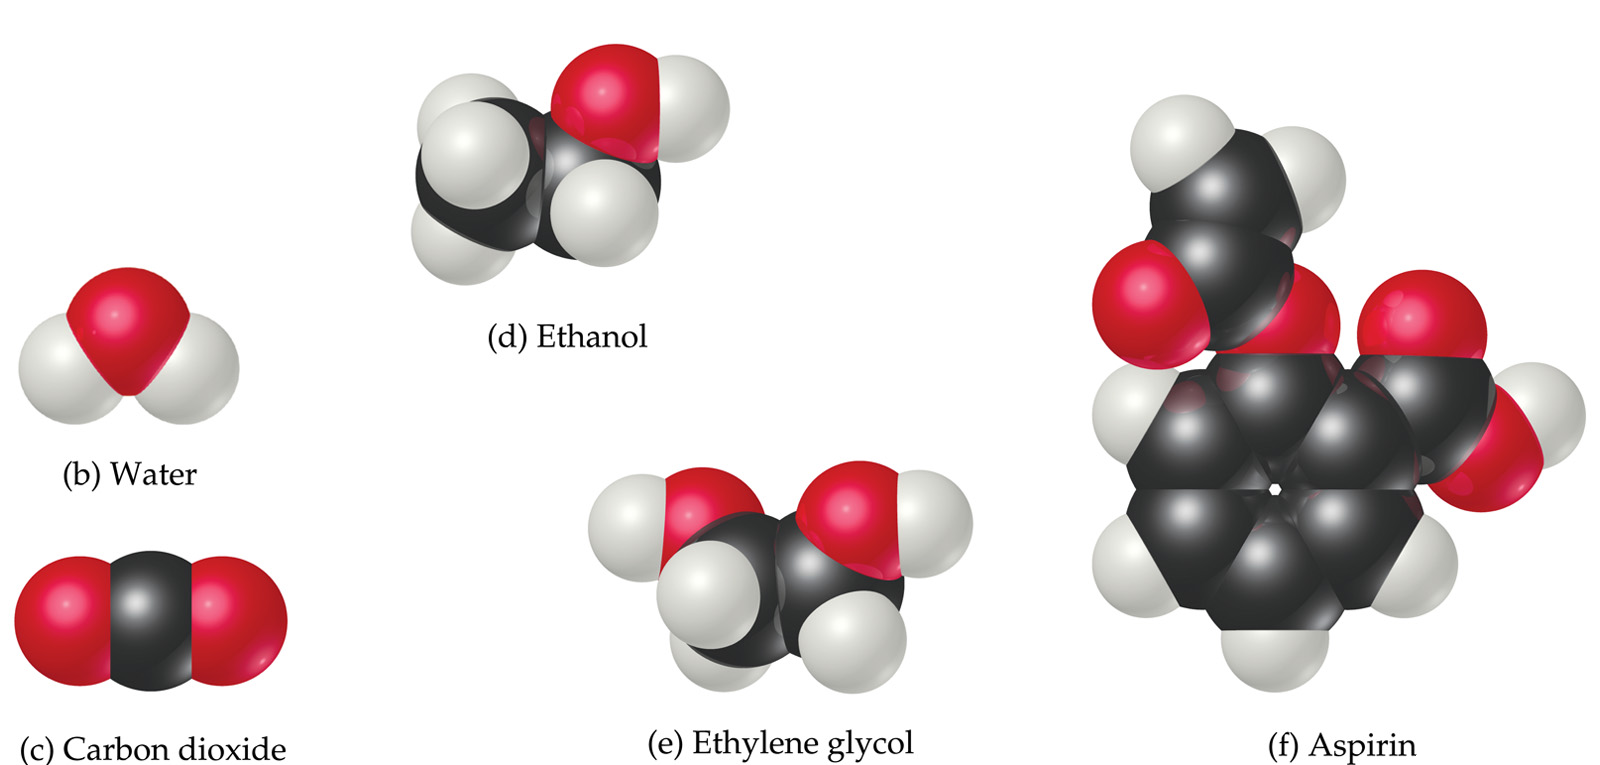 (b) Water
(c) Carbon dioxide
(d) Ethanol
(e) Ethylene glycol
(f) Aspirin